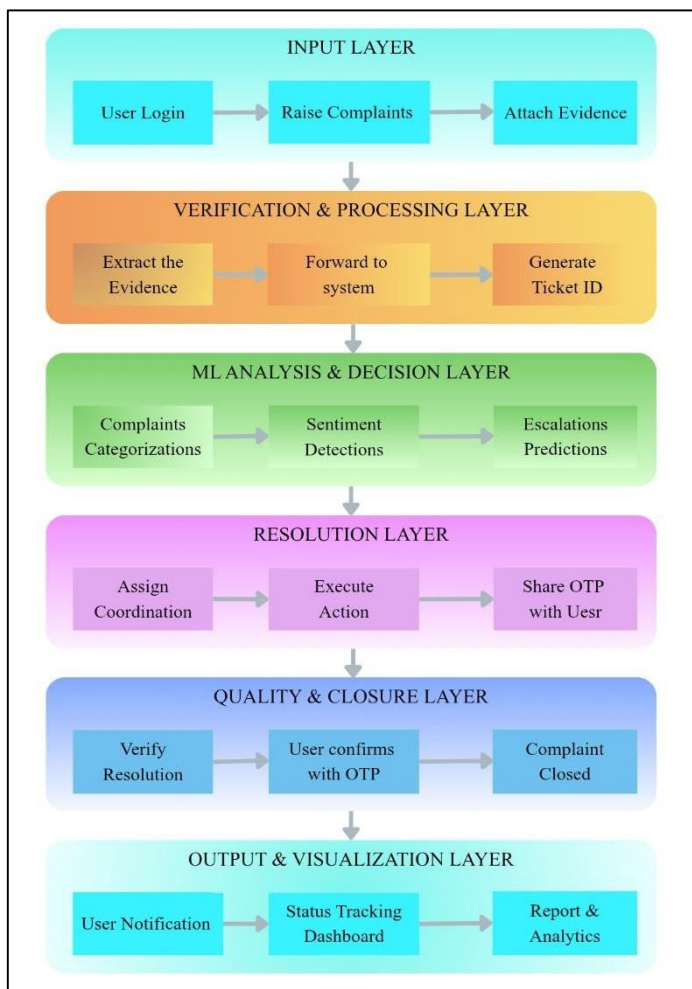 INPUT LAYER
User Login
Raise Complaints
Attach Evidence
VERIFICATION & PROCESSING LAYER
Extract the
Evidence
Forward to
system
Generate
Ticket ID
ML ANALYSIS & DECISION LAYER
Complaints
Categorizations
Sentiment
Detections
Escalations
Predictions
RESOLUTION LAYER
Assign
Coordination
Execute
Action
Share OTP
with Uesr
QUALITY & CLOSURE LAYER
Verify
Resolution
User confirms
with OTP
Complaint
Closed
OUTPUT & VISUALIZATION LAYER
User Notification
Status Tracking
Dashboard
Report &
Analytics